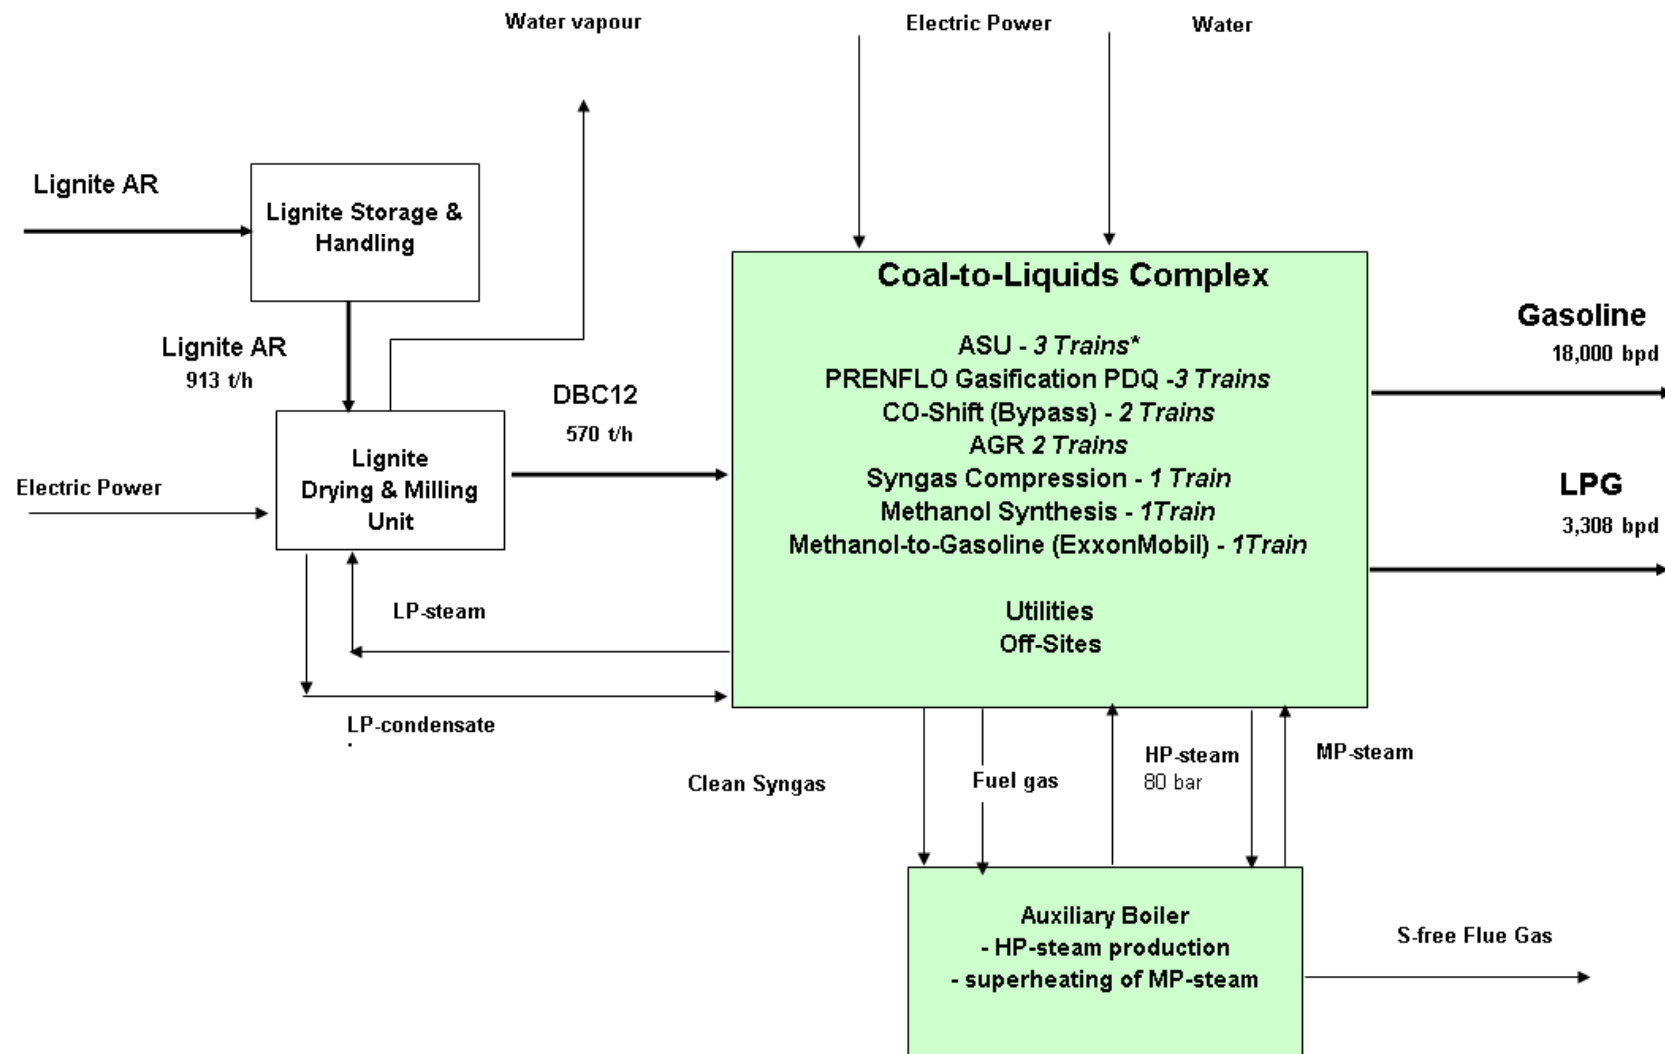 Water vapour
Electric Power
Water
Lignite AR
Lignite Storage &
Handling
Lignite AR
913 t/h
DBC12
570 t/h
Electric Power
Lignite
Drying & Milling
Unit
LP-steam
LP-condensate
.
Coal-to-Liquids Complex
ASU - 3 Trains*
PRENFLO Gasification PDQ -3 Trains
CO-Shift (Bypass) - 2 Trains
AGR 2 Trains
Syngas Compression - 1 Train
Methanol Synthesis - 1Train
Methanol-to-Gasoline (ExxonMobil) - 1Train
Utilities
Off-Sites
Gasoline
18,000 bpd
LPG
3,308 bpd
Clean Syngas
Fuel gas
HP-steam
80 bar
MP-steam
Auxiliary Boiler
- HP-steam production
- superheating of MP-steam
S-free Flue Gas